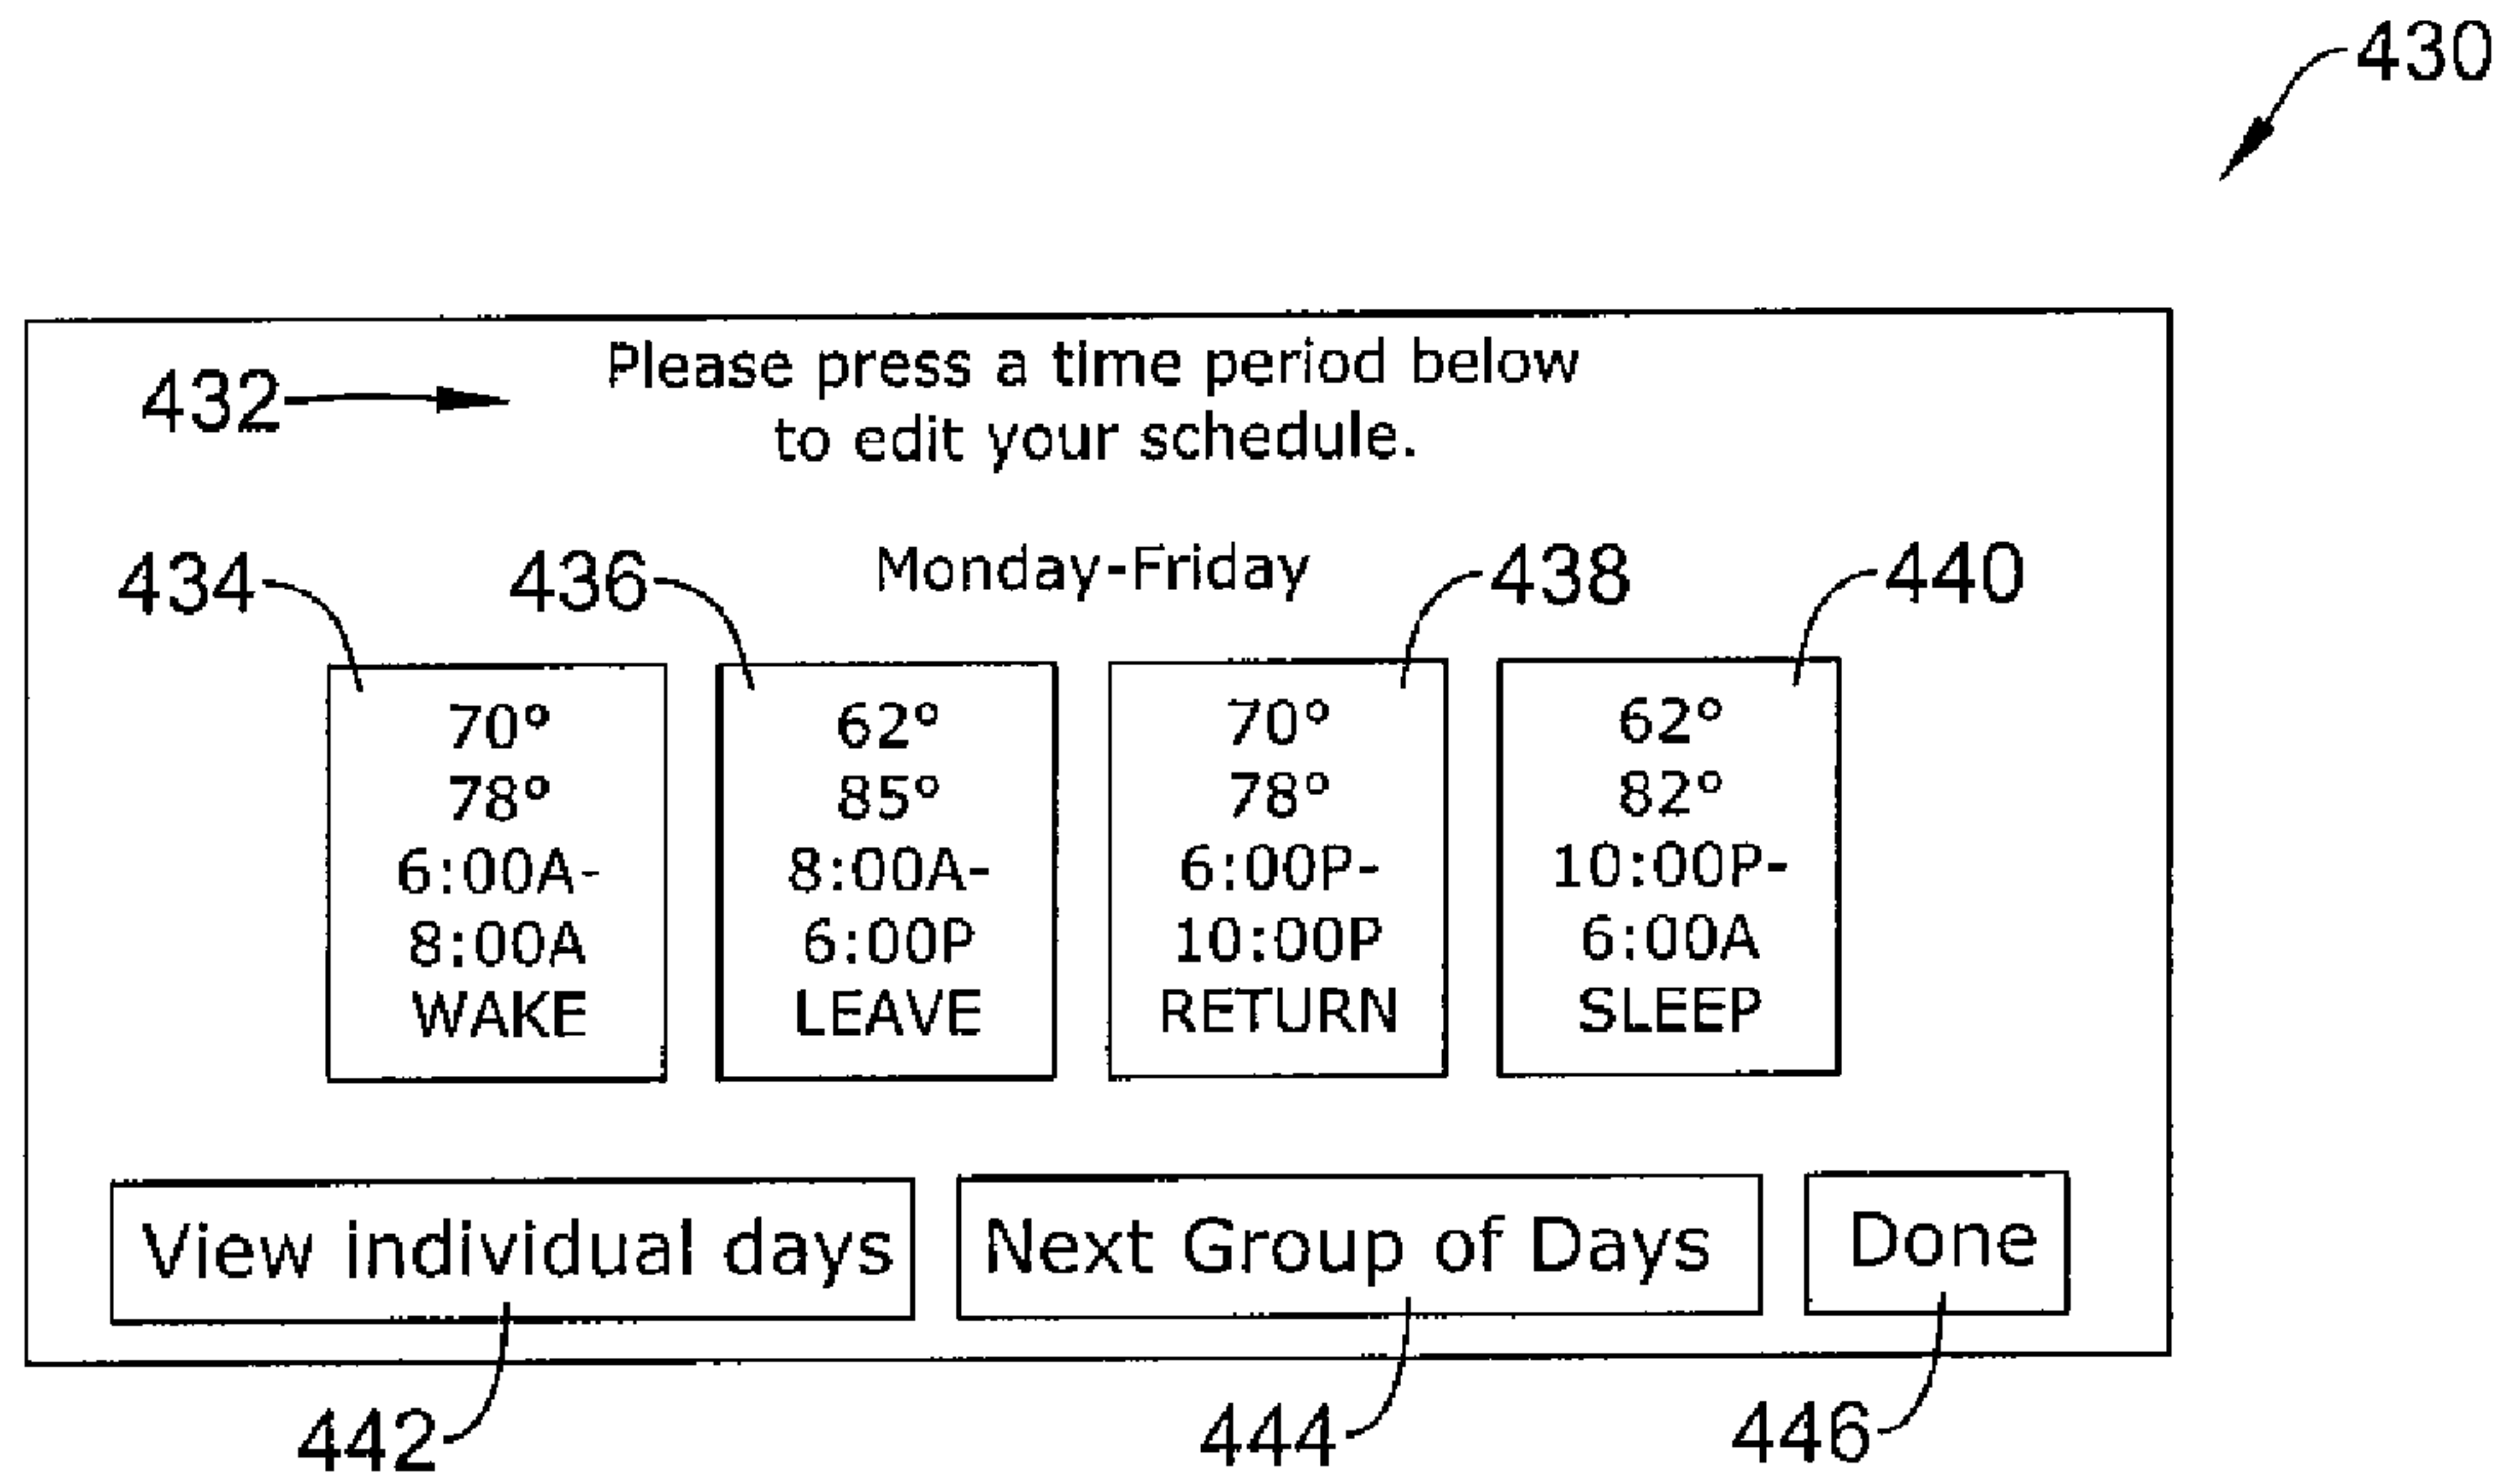 430
432
Please press a time period below
to edit your schedule.
Monday-Friday
434
436
438
440
70°
78°
6:00A-
8:00A
WAKE
62°
85°
8:00A-
6:00P
LEAVE
70°
78°
6:00P-
10:00P
RETURN
62°
82°
10:00P-
6:00A
SLEEP
View individual days
Next Group of Days
Done
442
444
446